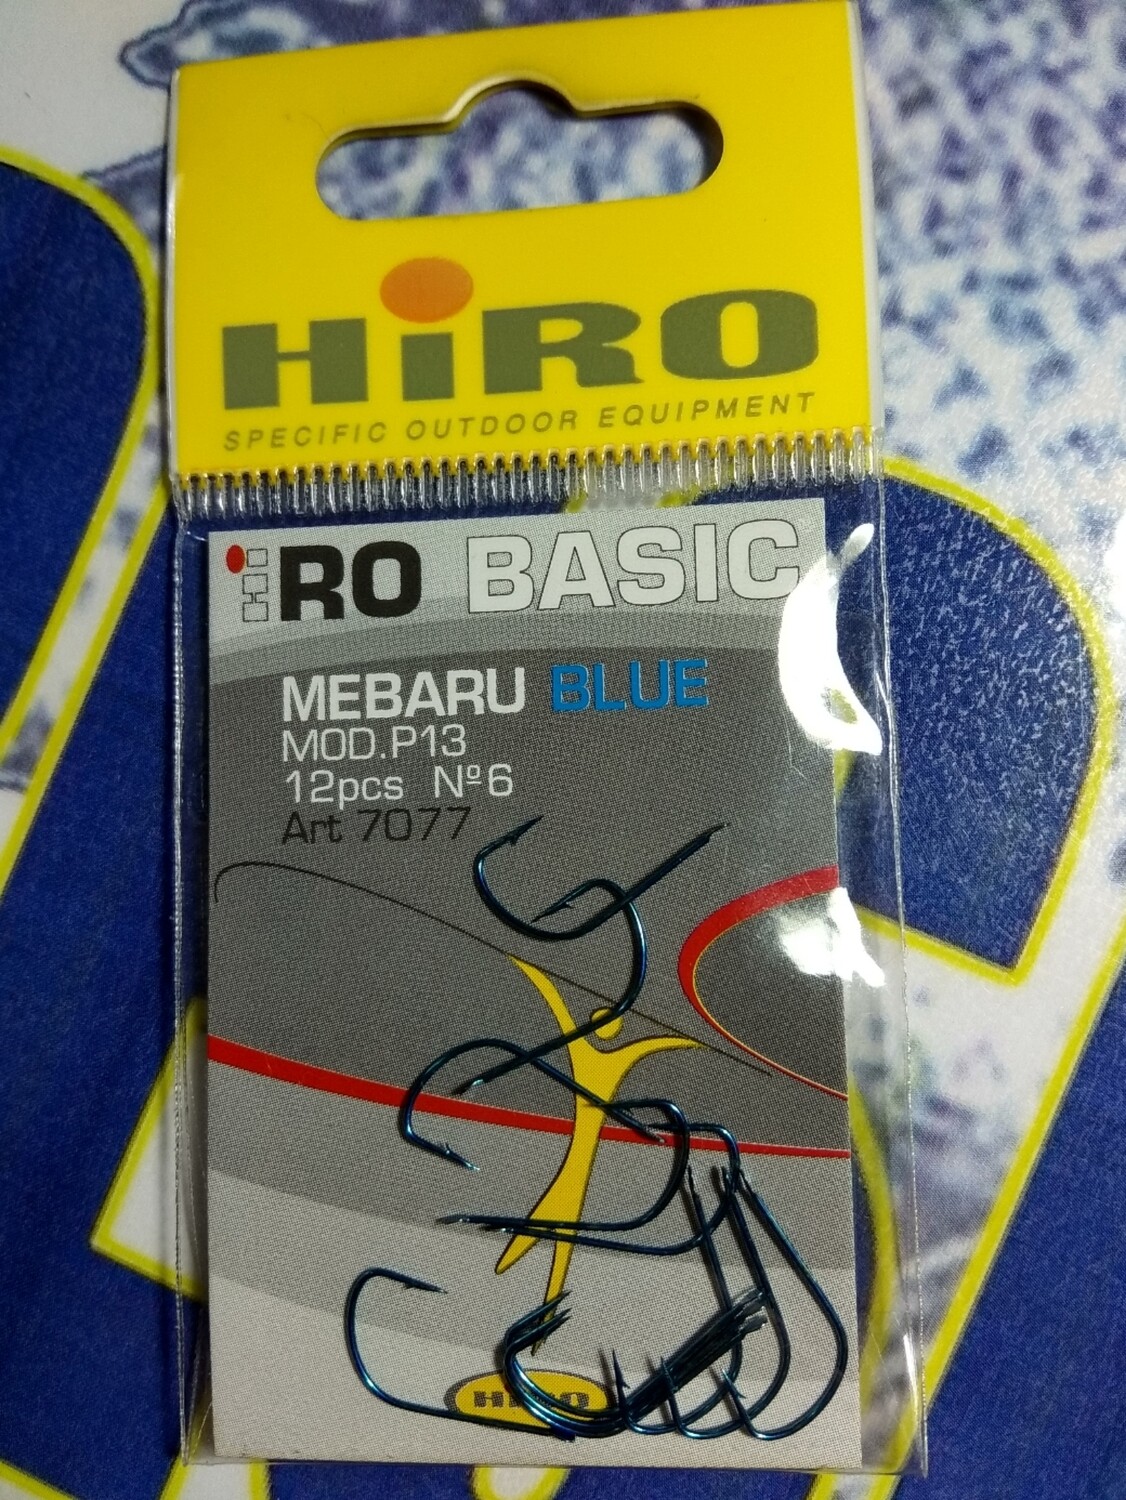 HiRO
SPECIFIC OUTDOOR EQUIPMENT
RO BASIC
MEBARU BLUE
MOD.P13
12pcs Nº6
Art 7077
HIRO